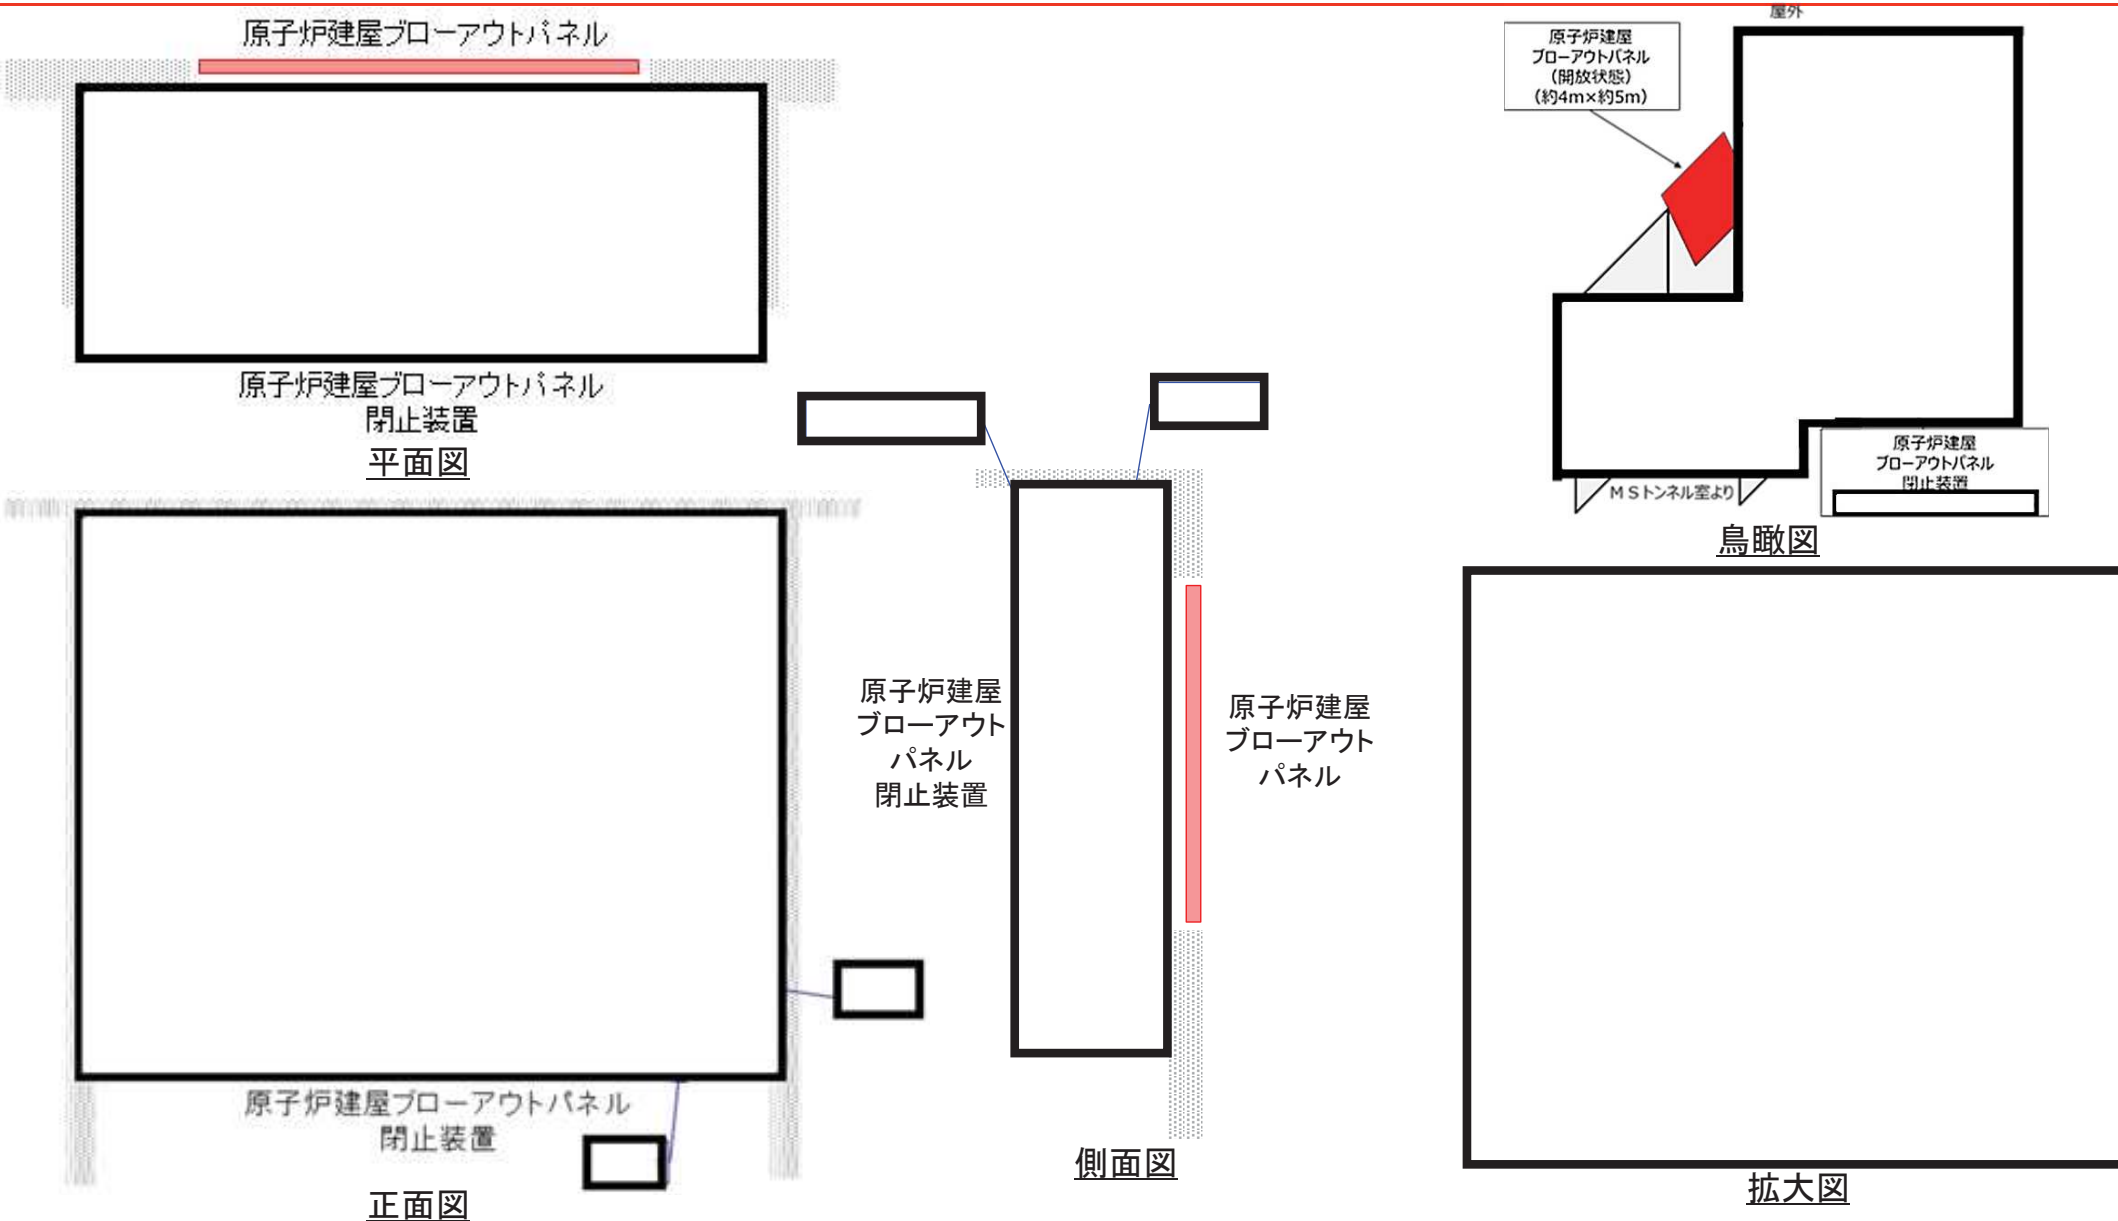 原子炉建屋ブローアウトパネル
原子炉建屋ブローアウトパネル
閉止装置
平面図
原子炉建屋ブローアウトパネル
閉止装置
正面図
原子炉建屋
ブローアウト
パネル
閉止装置
原子炉建屋
ブローアウト
パネル
側面図
屋外
原子炉建屋
ブローアウトパネル
(開放状態)
(約4m×約5m)
MSトンネル室より
原子炉建屋
ブローアウトパネル
閉止装置
鳥瞰図
拡大図